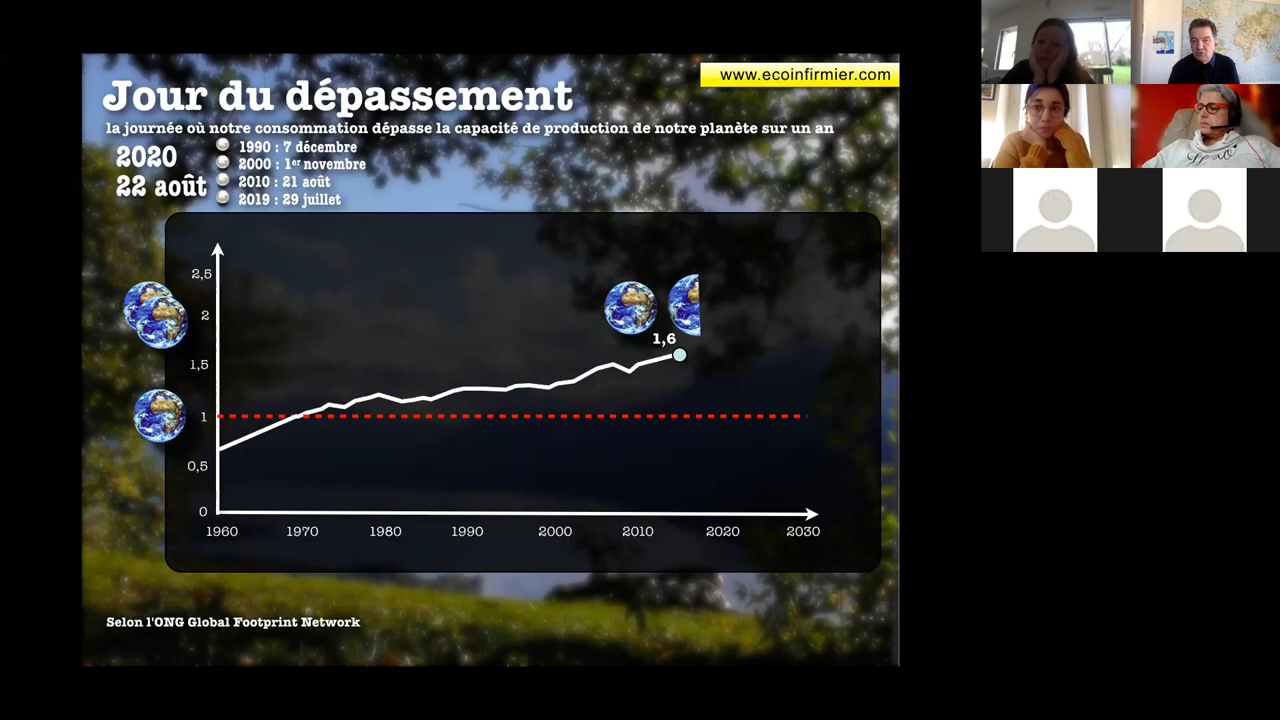 www.ecoinfirmier.com
Jour du dépassement
la journée où notre consommation dépasse la capacité de production de notre planète sur un an
2020
22 août
1990 : 7 décembre
2000 : 1er novembre
2010 : 21 août
2019 : 29 juillet
2,5
2
1,5
1
0,5
0
1,6
1960 1970 1980 1990 2000 2010 2020 2030
Selon l'ONG Global Footprint Network